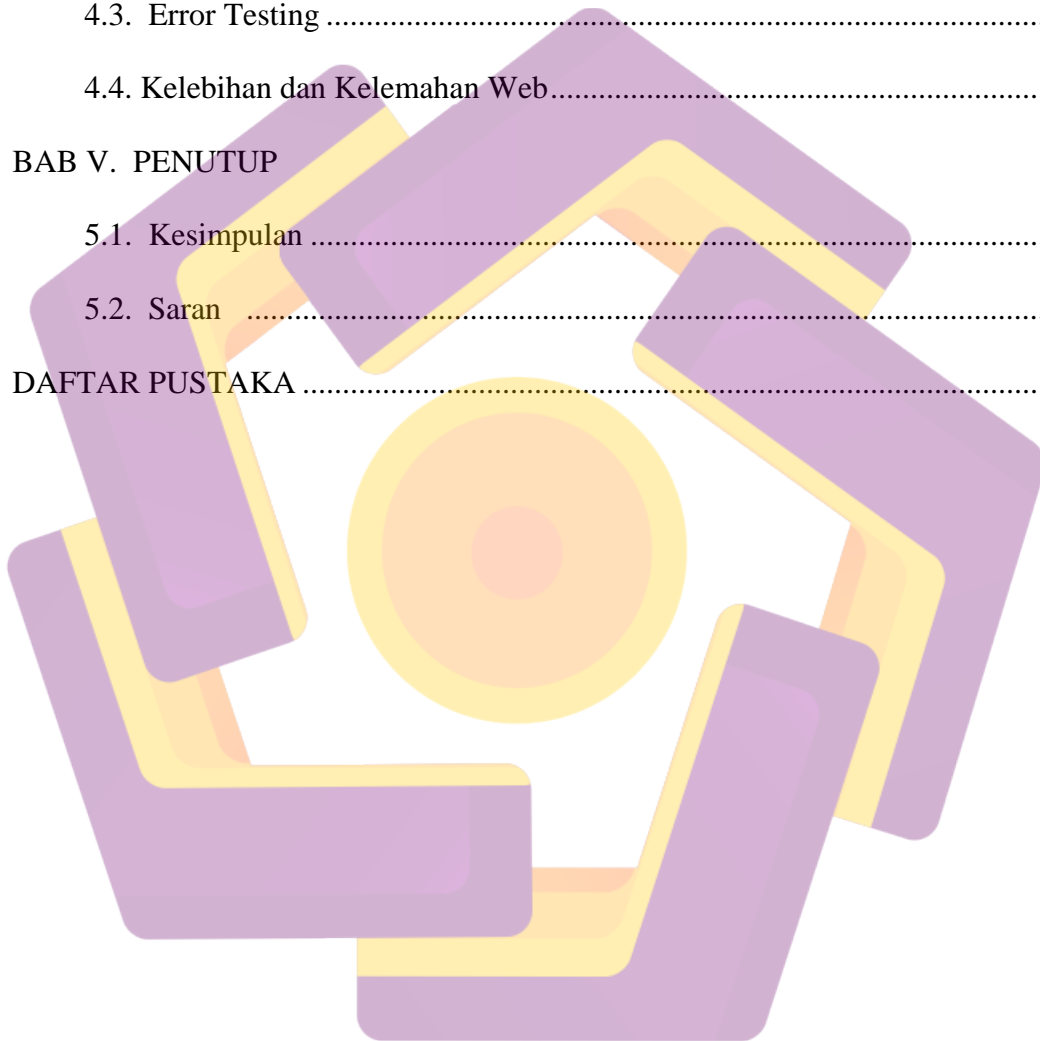 4.3. Error Testing ........................................................................................
4.4. Kelebihan dan Kelemahan Web............................................................
BAB V. PENUTUP
5.1. Kesimpulan ..........................................................................................
5.2. Saran ..................................................................................................
DAFTAR PUSTAKA ...........................................................................................